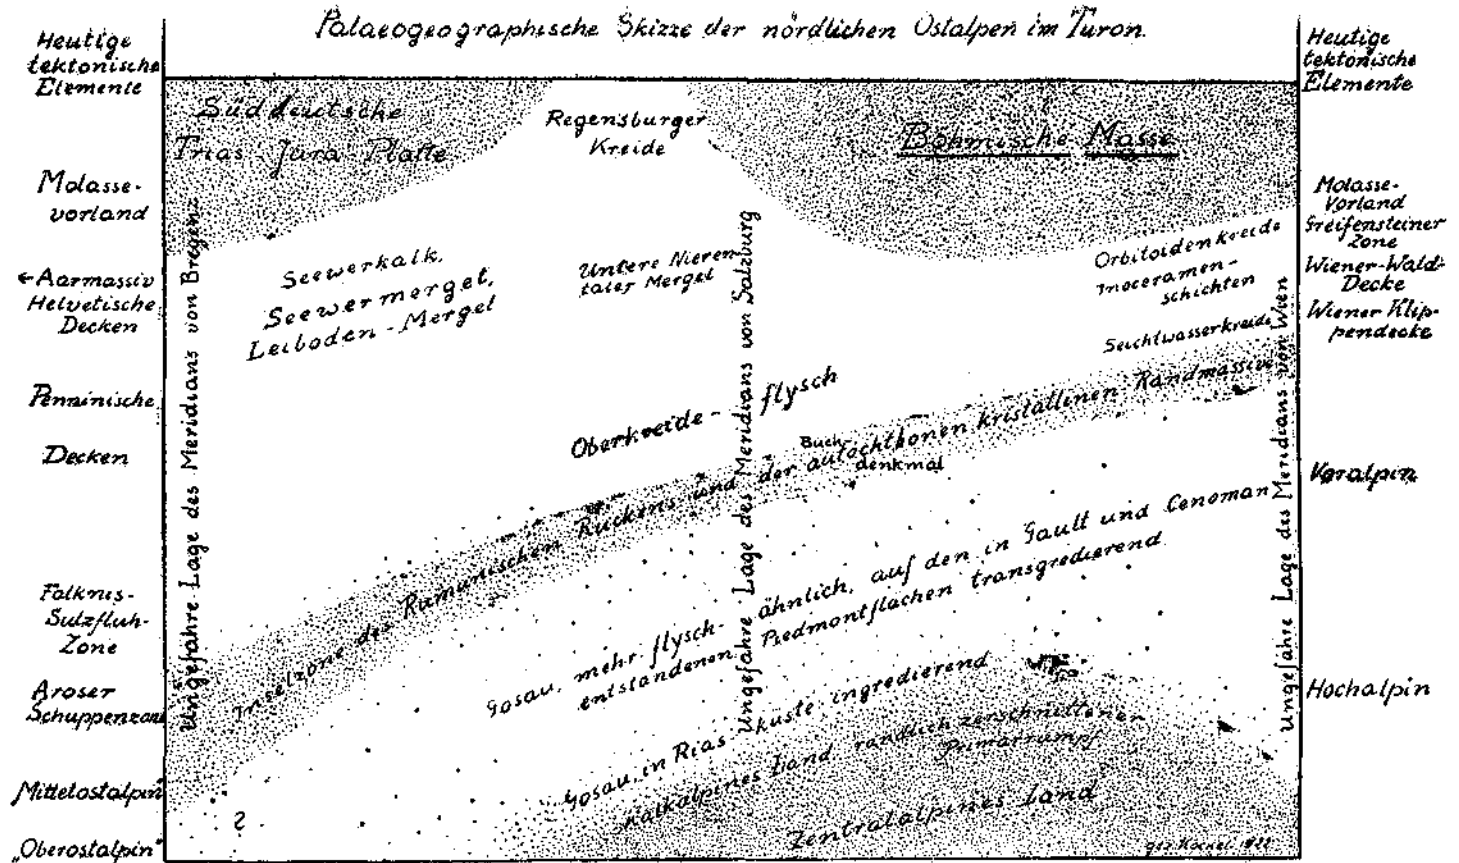 Palaeogeographische Skizze der nördlichen Ostalpen im Turon.
Heutige
tektonische
Elemente
Molasse-
vorland
←Aarmassiv
Helvetische
Decken
Penninische
Decken
Falknis-
Sulzfluh-
Zone
Aroser
Schuppenzone
Mittelostalpin"
„Oberostalpin"
Süddeutsche
Trias-Jura Platte
Regensburger
Kreide
Böhmische Masse
Ungefähre Lage des Meridians von Bregenz
Seewerkalk,
Seewermergel,
Leiboden-Mergel
Untere Nieren-
taler Mergel
Ungefähre Lage des Meridians von Salzburg
Orbitoidenkreide
Inoceramen-
schichten
Seichtwasserkreide
Oberkreide-flysch
Inselzone des Rumunischen Rückens und der autochthonen kristallinen Randmassive
Buch-
denkmal
Gosau, mehr flysch-ähnlich, auf den in Gault und Cenoman
entstandenen Piedmontflächen transgredierend
Gosau, in Rias-küste ingredierend
Kalkalpines Land randlich zerschnittener
Primärrumpf
Zentralalpines Land
?
Ungefähre Lage des Meridians von Wien
Heutige
tektonische
Elemente
Molasse-
Vorland
Greifensteiner
Zone
Wiener-Wald-
Decke
Wiener Klip-
pendecke
Voralpin
Hochalpin